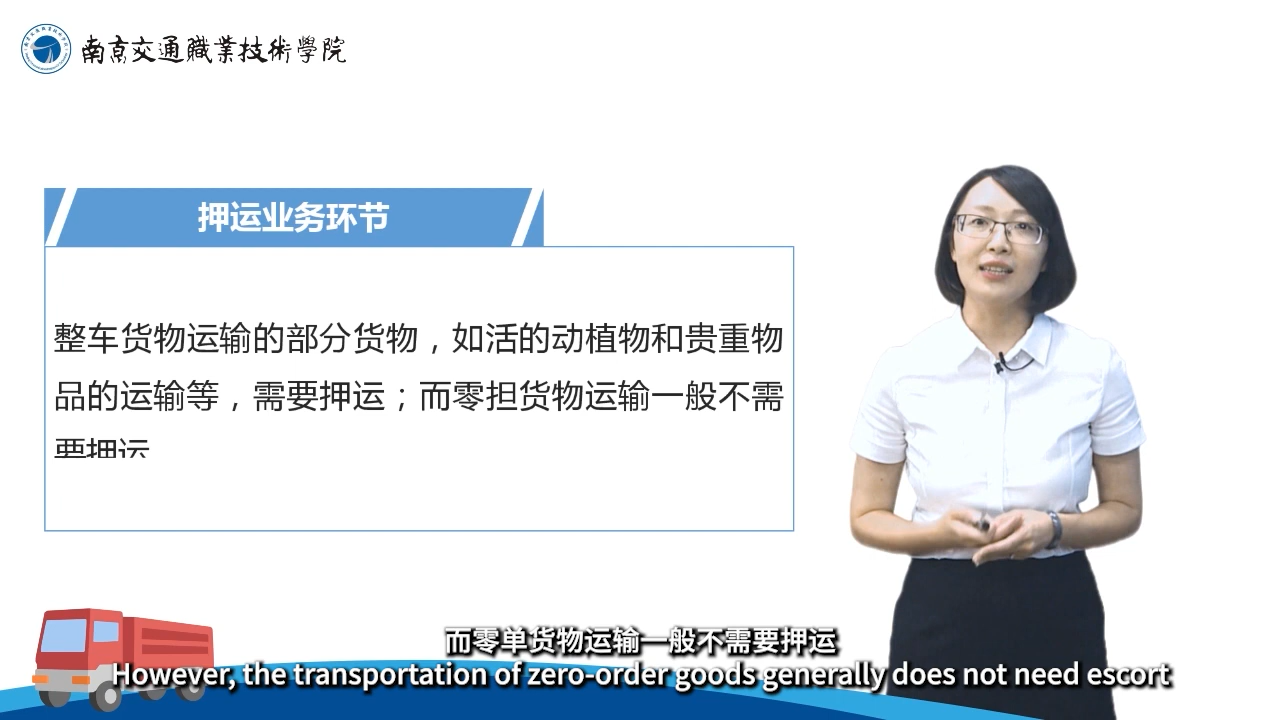 南京交通職業技術學院
押运业务环节
整车货物运输的部分货物，如活的动植物和贵重物
品的运输等，需要押运；而零担货物运输一般不需
要押运
而零单货物运输一般不需要押运
However, the transportation of zero-order goods generally does not need escort